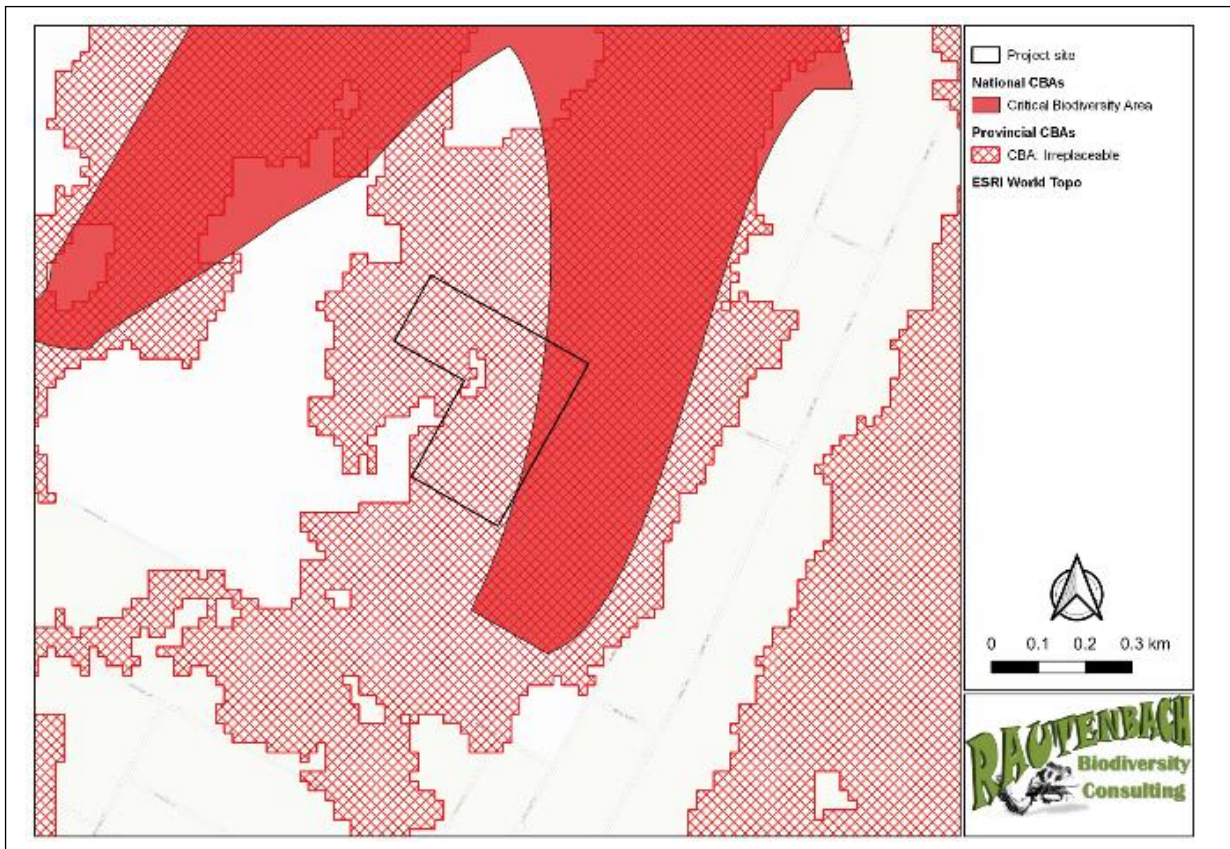 Project site
National CBAs
Critical Biodiversity Area
Provincial CBAs
CBA: Irreplaceable
ESRI World Topo
0 0.1 0.2 0.3 km
RAUTENBACH
Biodiversity
Consulting